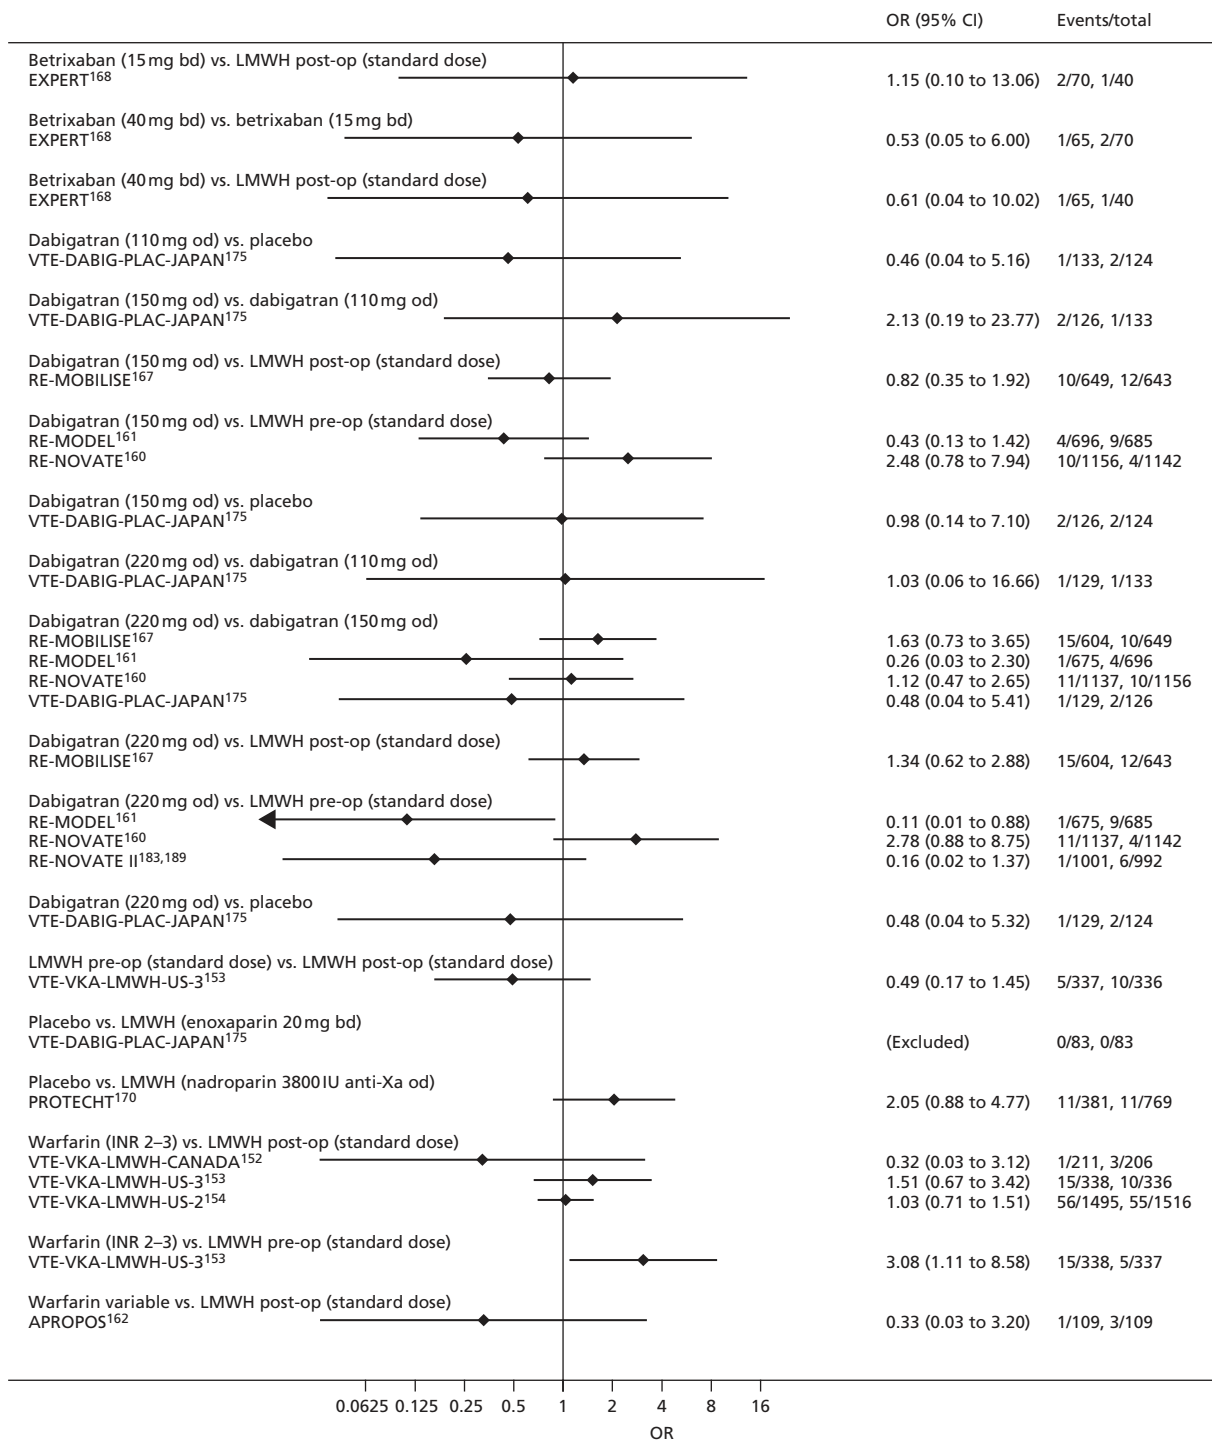 OR (95% CI) Events/total
Betrixaban (15 mg bd) vs. LMWH post-op (standard dose)
EXPERT168 1.15 (0.10 to 13.06) 2/70, 1/40
Betrixaban (40 mg bd) vs. betrixaban (15 mg bd)
EXPERT168 0.53 (0.05 to 6.00) 1/65, 2/70
Betrixaban (40 mg bd) vs. LMWH post-op (standard dose)
EXPERT168 0.61 (0.04 to 10.02) 1/65, 1/40
Dabigatran (110 mg od) vs. placebo
VTE-DABIG-PLAC-JAPAN175 0.46 (0.04 to 5.16) 1/133, 2/124
Dabigatran (150 mg od) vs. dabigatran (110 mg od)
VTE-DABIG-PLAC-JAPAN175 2.13 (0.19 to 23.77) 2/126, 1/133
Dabigatran (150 mg od) vs. LMWH post-op (standard dose)
RE-MOBILISE167 0.82 (0.35 to 1.92) 10/649, 12/643
Dabigatran (150 mg od) vs. LMWH pre-op (standard dose)
RE-MODEL161 0.43 (0.13 to 1.42) 4/696, 9/685
RE-NOVATE160 2.48 (0.78 to 7.94) 10/1156, 4/1142
Dabigatran (150 mg od) vs. placebo
VTE-DABIG-PLAC-JAPAN175 0.98 (0.14 to 7.10) 2/126, 2/124
Dabigatran (220 mg od) vs. dabigatran (110 mg od)
VTE-DABIG-PLAC-JAPAN175 1.03 (0.06 to 16.66) 1/129, 1/133
Dabigatran (220 mg od) vs. dabigatran (150 mg od)
RE-MOBILISE167 1.63 (0.73 to 3.65) 15/604, 10/649
RE-MODEL161 0.26 (0.03 to 2.30) 1/675, 4/696
RE-NOVATE160 1.12 (0.47 to 2.65) 11/1137, 10/1156
VTE-DABIG-PLAC-JAPAN175 0.48 (0.04 to 5.41) 1/129, 2/126
Dabigatran (220 mg od) vs. LMWH post-op (standard dose)
RE-MOBILISE167 1.34 (0.62 to 2.88) 15/604, 12/643
Dabigatran (220 mg od) vs. LMWH pre-op (standard dose)
RE-MODEL161 0.11 (0.01 to 0.88) 1/675, 9/685
RE-NOVATE160 2.78 (0.88 to 8.75) 11/1137, 4/1142
RE-NOVATE II183,189 0.16 (0.02 to 1.37) 1/1001, 6/992
Dabigatran (220 mg od) vs. placebo
VTE-DABIG-PLAC-JAPAN175 0.48 (0.04 to 5.32) 1/129, 2/124
LMWH pre-op (standard dose) vs. LMWH post-op (standard dose)
VTE-VKA-LMWH-US-3153 0.49 (0.17 to 1.45) 5/337, 10/336
Placebo vs. LMWH (enoxaparin 20 mg bd)
VTE-DABIG-PLAC-JAPAN175 (Excluded) 0/83, 0/83
Placebo vs. LMWH (nadroparin 3800 IU anti-Xa od)
PROTECHT170 2.05 (0.88 to 4.77) 11/381, 11/769
Warfarin (INR 2–3) vs. LMWH post-op (standard dose)
VTE-VKA-LMWH-CANADA152 0.32 (0.03 to 3.12) 1/211, 3/206
VTE-VKA-LMWH-US-3153 1.51 (0.67 to 3.42) 15/338, 10/336
VTE-VKA-LMWH-US-2154 1.03 (0.71 to 1.51) 56/1495, 55/1516
Warfarin (INR 2–3) vs. LMWH pre-op (standard dose)
VTE-VKA-LMWH-US-3153 3.08 (1.11 to 8.58) 15/338, 5/337
Warfarin variable vs. LMWH post-op (standard dose)
APROPOS162 0.33 (0.03 to 3.20) 1/109, 3/109
0.0625 0.125 0.25 0.5 1 2 4 8 16
OR